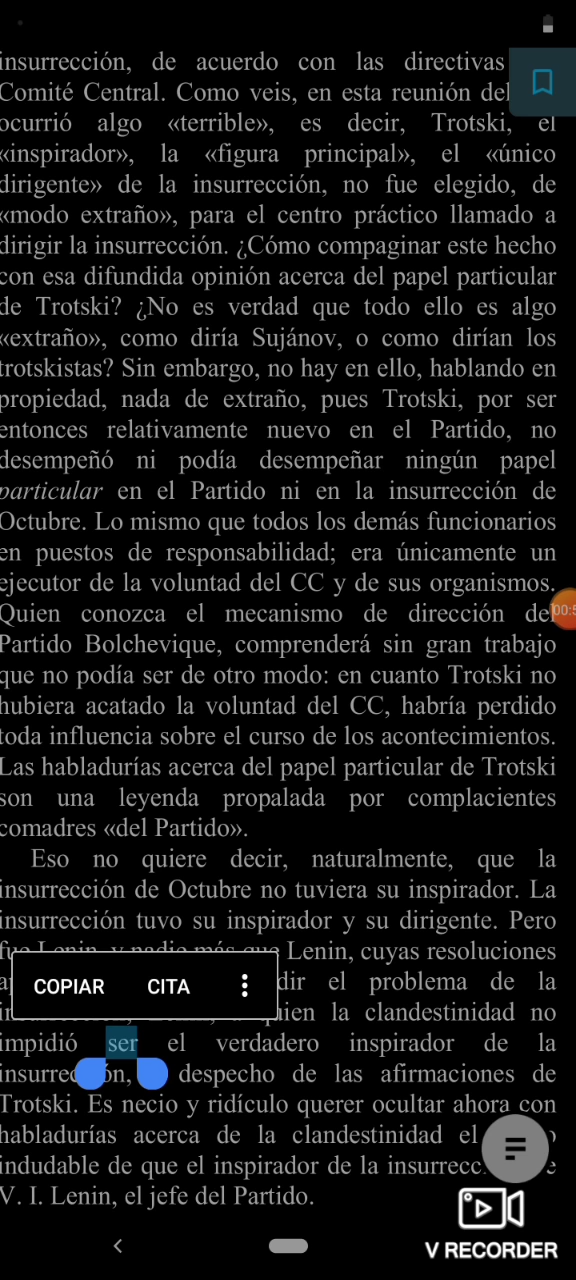 insurrección, de acuerdo con las directivas
Comité Central. Como veis, en esta reunión del
ocurrió algo «terrible», es decir, Trotski, el
«inspirador», la «figura principal», el «único
dirigente» de la insurrección, no fue elegido, de
«modo extraño», para el centro práctico llamado a
dirigir la insurrección. ¿Cómo compaginar este hecho
con esa difundida opinión acerca del papel particular
de Trotski? ¿No es verdad que todo ello es algo
«extraño», como diría Sujánov, o como dirían los
trotskistas? Sin embargo, no hay en ello, hablando en
propiedad, nada de extraño, pues Trotski, por ser
entonces relativamente nuevo en el Partido, no
desempeñó ni podía desempeñar ningún papel
particular en el Partido ni en la insurrección de
Octubre. Lo mismo que todos los demás funcionarios
en puestos de responsabilidad; era únicamente un
ejecutor de la voluntad del CC y de sus organismos.
Quien conozca el mecanismo de dirección del
00:5
Partido Bolchevique, comprenderá sin gran trabajo
que no podía ser de otro modo: en cuanto Trotski no
hubiera acatado la voluntad del CC, habría perdido
toda influencia sobre el curso de los acontecimientos.
Las habladurías acerca del papel particular de Trotski
son una leyenda propalada por complacientes
comadres «del Partido».
Eso no quiere decir, naturalmente, que la
insurrección de Octubre no tuviera su inspirador. La
insurrección tuvo su inspirador y su dirigente. Pero
fue Lenin, y nadie más que Lenin, cuyas resoluciones
COPIAR CITA
dir el problema de la
quien la clandestinidad no
impidió ser el verdadero inspirador de la
despecho de las afirmaciones de
Trotski. Es necio y ridículo querer ocultar ahora con
habladurías acerca de la clandestinidad el
indudable de que el inspirador de la
V. I. Lenin, el jefe del Partido.
V RECORDER